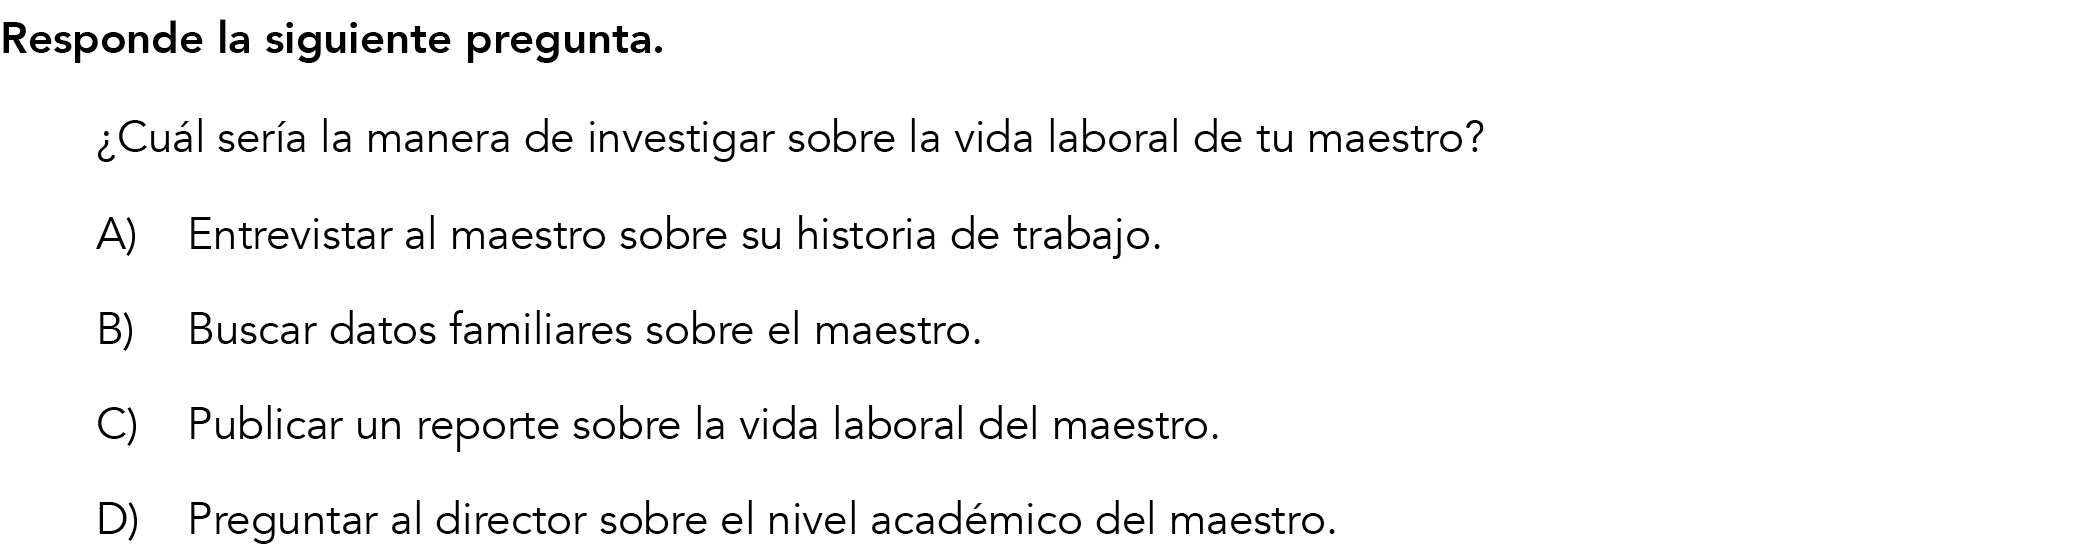 Responde la siguiente pregunta.
¿Cuál sería la manera de investigar sobre la vida laboral de tu maestro?
A) Entrevistar al maestro sobre su historia de trabajo.
B) Buscar datos familiares sobre el maestro.
C) Publicar un reporte sobre la vida laboral del maestro.
D) Preguntar al director sobre el nivel académico del maestro.